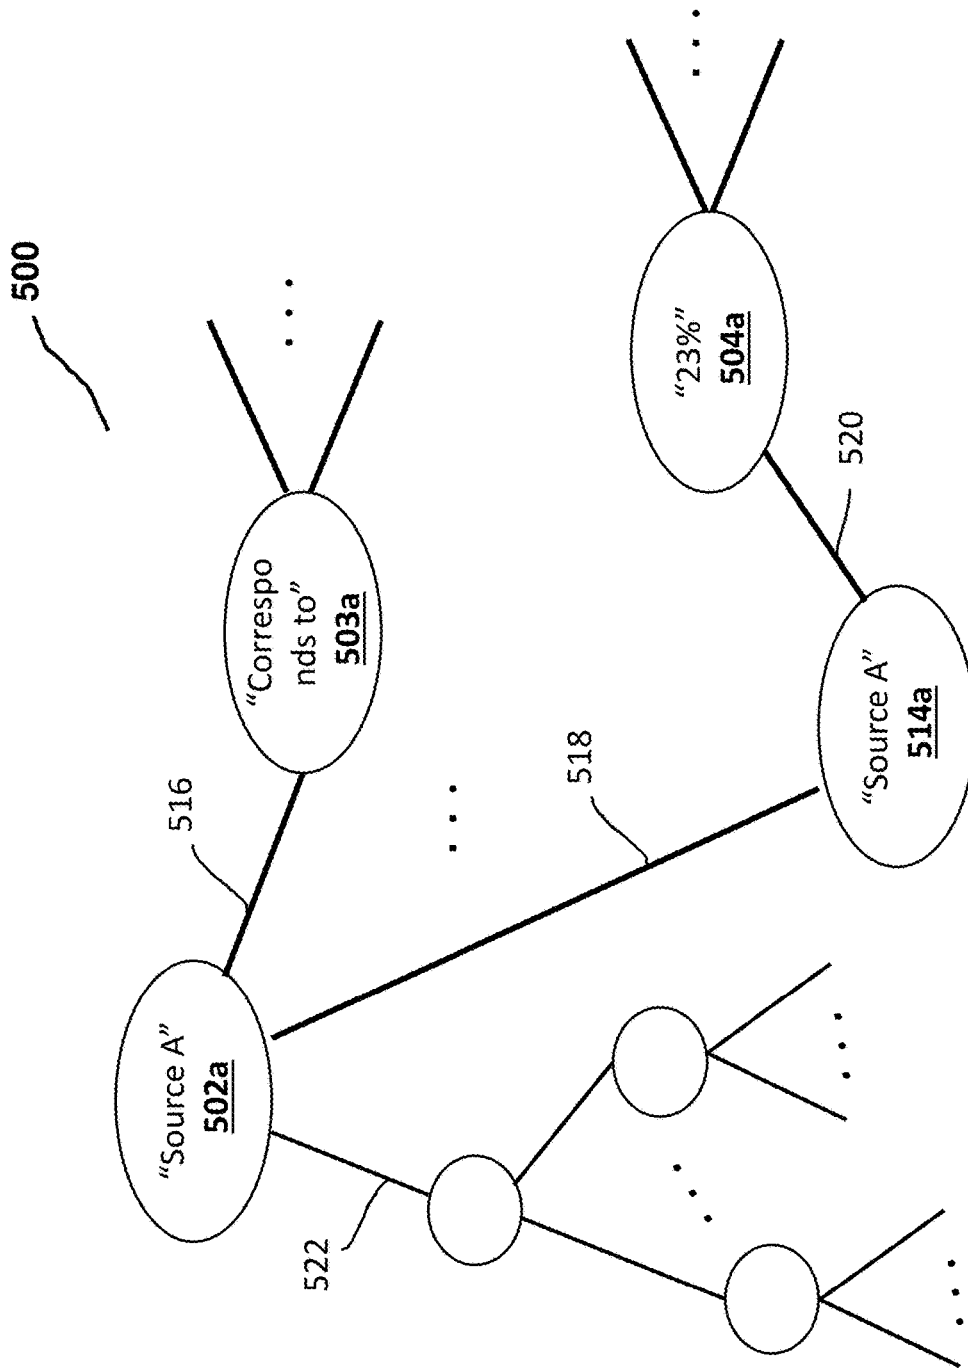 500
“Source A”
502a
516
“Correspo
nds to”
503a
518
522
“Source A”
514a
520
“23%”
504a